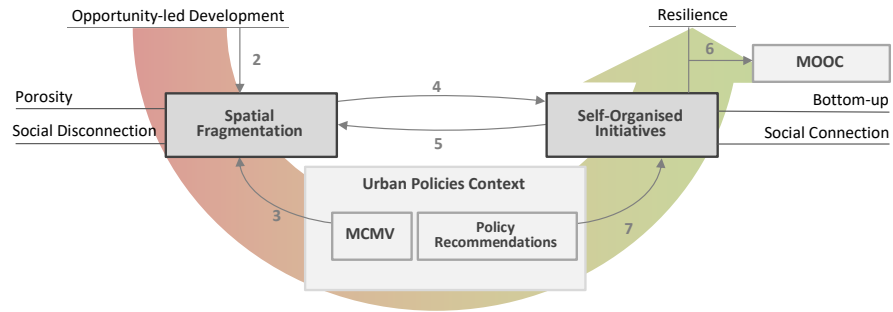 Opportunity-led Development
Resilience
2
6
MOOC
Porosity
4
Bottom-up
Spatial
Fragmentation
Self-Organised
Initiatives
Social Disconnection
5
Social Connection
Urban Policies Context
3
MCMV
Policy
Recommendations
7